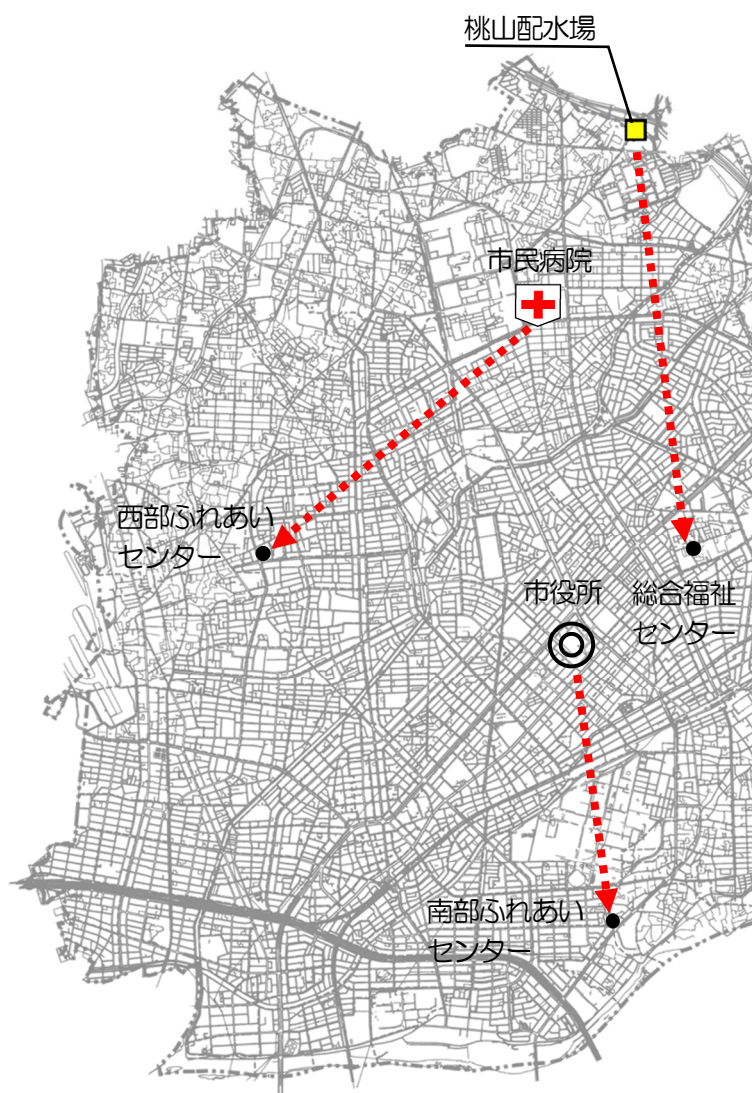 桃山配水場
市民病院
西部ふれあい
センター
市役所
総合福祉
センター
南部ふれあい
センター